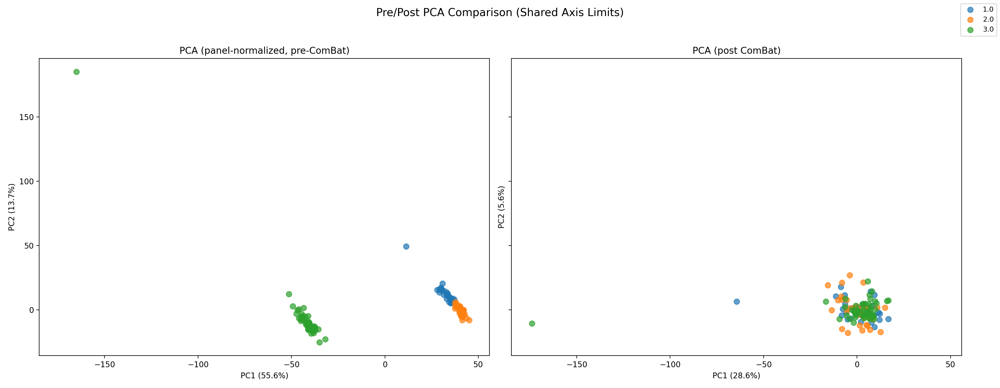 Pre/Post PCA Comparison (Shared Axis Limits)
1.0
2.0
3.0
PCA (panel-normalized, pre-ComBat)
PC2 (13.7%)
150
100
50
0
−150
−100
−50
0
50
PC1 (55.6%)
PCA (post ComBat)
PC2 (5.6%)
−150
−100
−50
0
50
PC1 (28.6%)